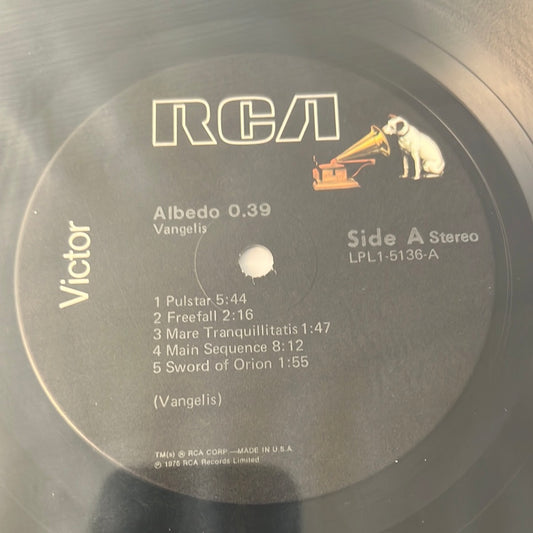 RCA
Victor
Albedo 0.39
Vangelis
Side A Stereo
LPL1-5136-A
1 Pulstar 5:44
2 Freefall 2:16
3 Mare Tranquillitatis 1:47
4 Main Sequence 8:12
5 Sword of Orion 1:55
(Vangelis)
TM(s) ® RCA CORP —MADE IN U.S.A.
℗ 1976 RCA Records Limited